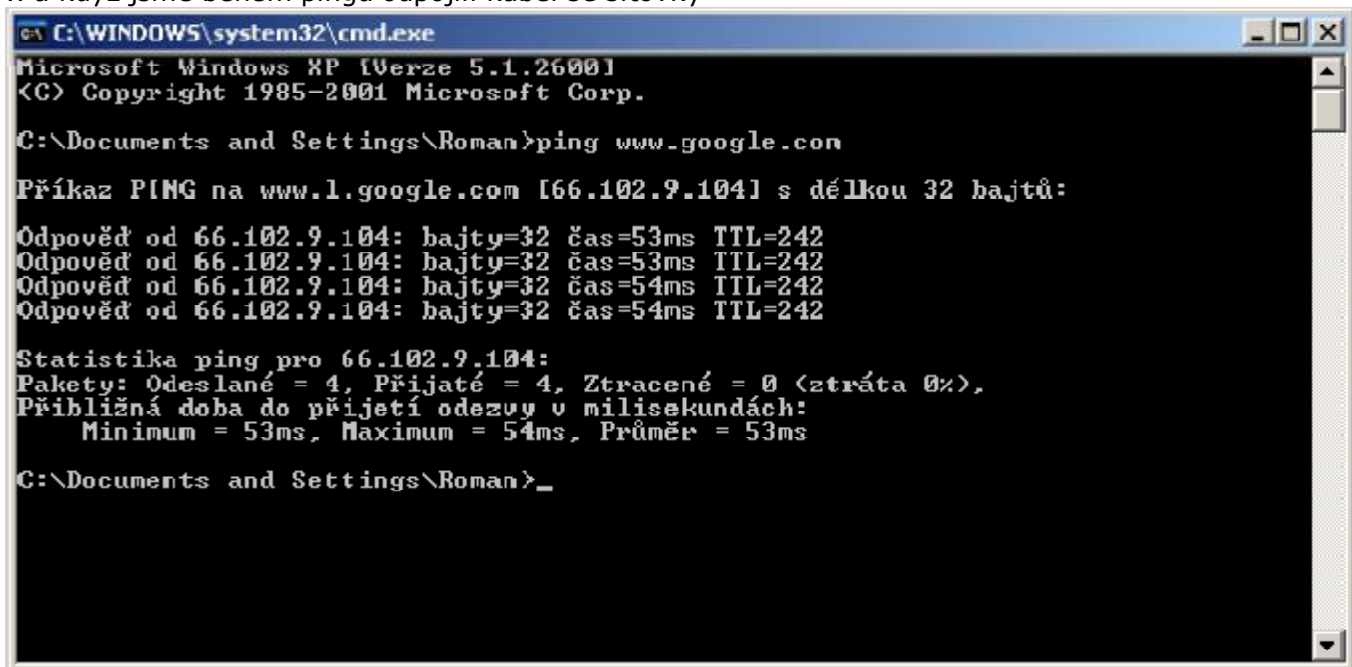 C:\WINDOWS\system32\cmd.exe
Microsoft Windows XP [Verze 5.1.2600]
(C) Copyright 1985-2001 Microsoft Corp.
C:\Documents and Settings\Roman>ping www.google.com
Příkaz PING na www.l.google.com [66.102.9.104] s délkou 32 bajtů:
Odpověď od 66.102.9.104: bajty=32 čas=53ms TTL=242
Odpověď od 66.102.9.104: bajty=32 čas=53ms TTL=242
Odpověď od 66.102.9.104: bajty=32 čas=54ms TTL=242
Odpověď od 66.102.9.104: bajty=32 čas=54ms TTL=242
Statistika ping pro 66.102.9.104:
Pakety: Odeslané = 4, Přijaté = 4, Ztracené = 0 (ztráta 0%),
Přibližná doba do přijetí odezvy v milisekundách:
Minimum = 53ms, Maximum = 54ms, Průměr = 53ms
C:\Documents and Settings\Roman>_